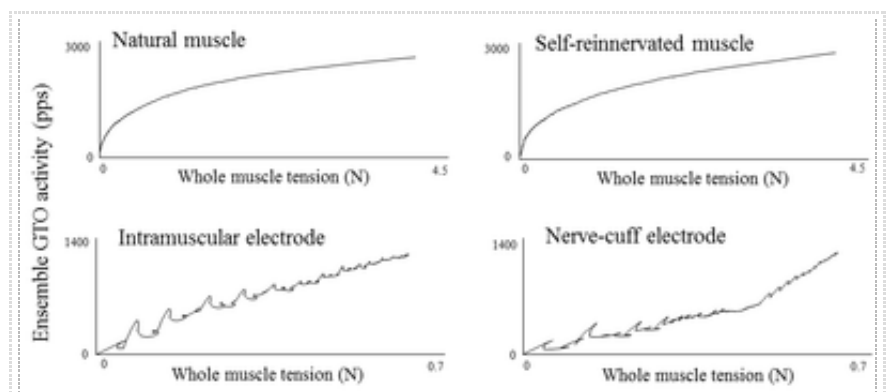 Natural muscle
Self-reinnervated muscle
3000
3000
Ensemble GTO activity (pps)
0
0
0
4.5
0
4.5
Whole muscle tension (N)
Whole muscle tension (N)
Intramuscular electrode
Nerve-cuff electrode
1400
1400
0
0
0
0.7
0
0.7
Whole muscle tension (N)
Whole muscle tension (N)